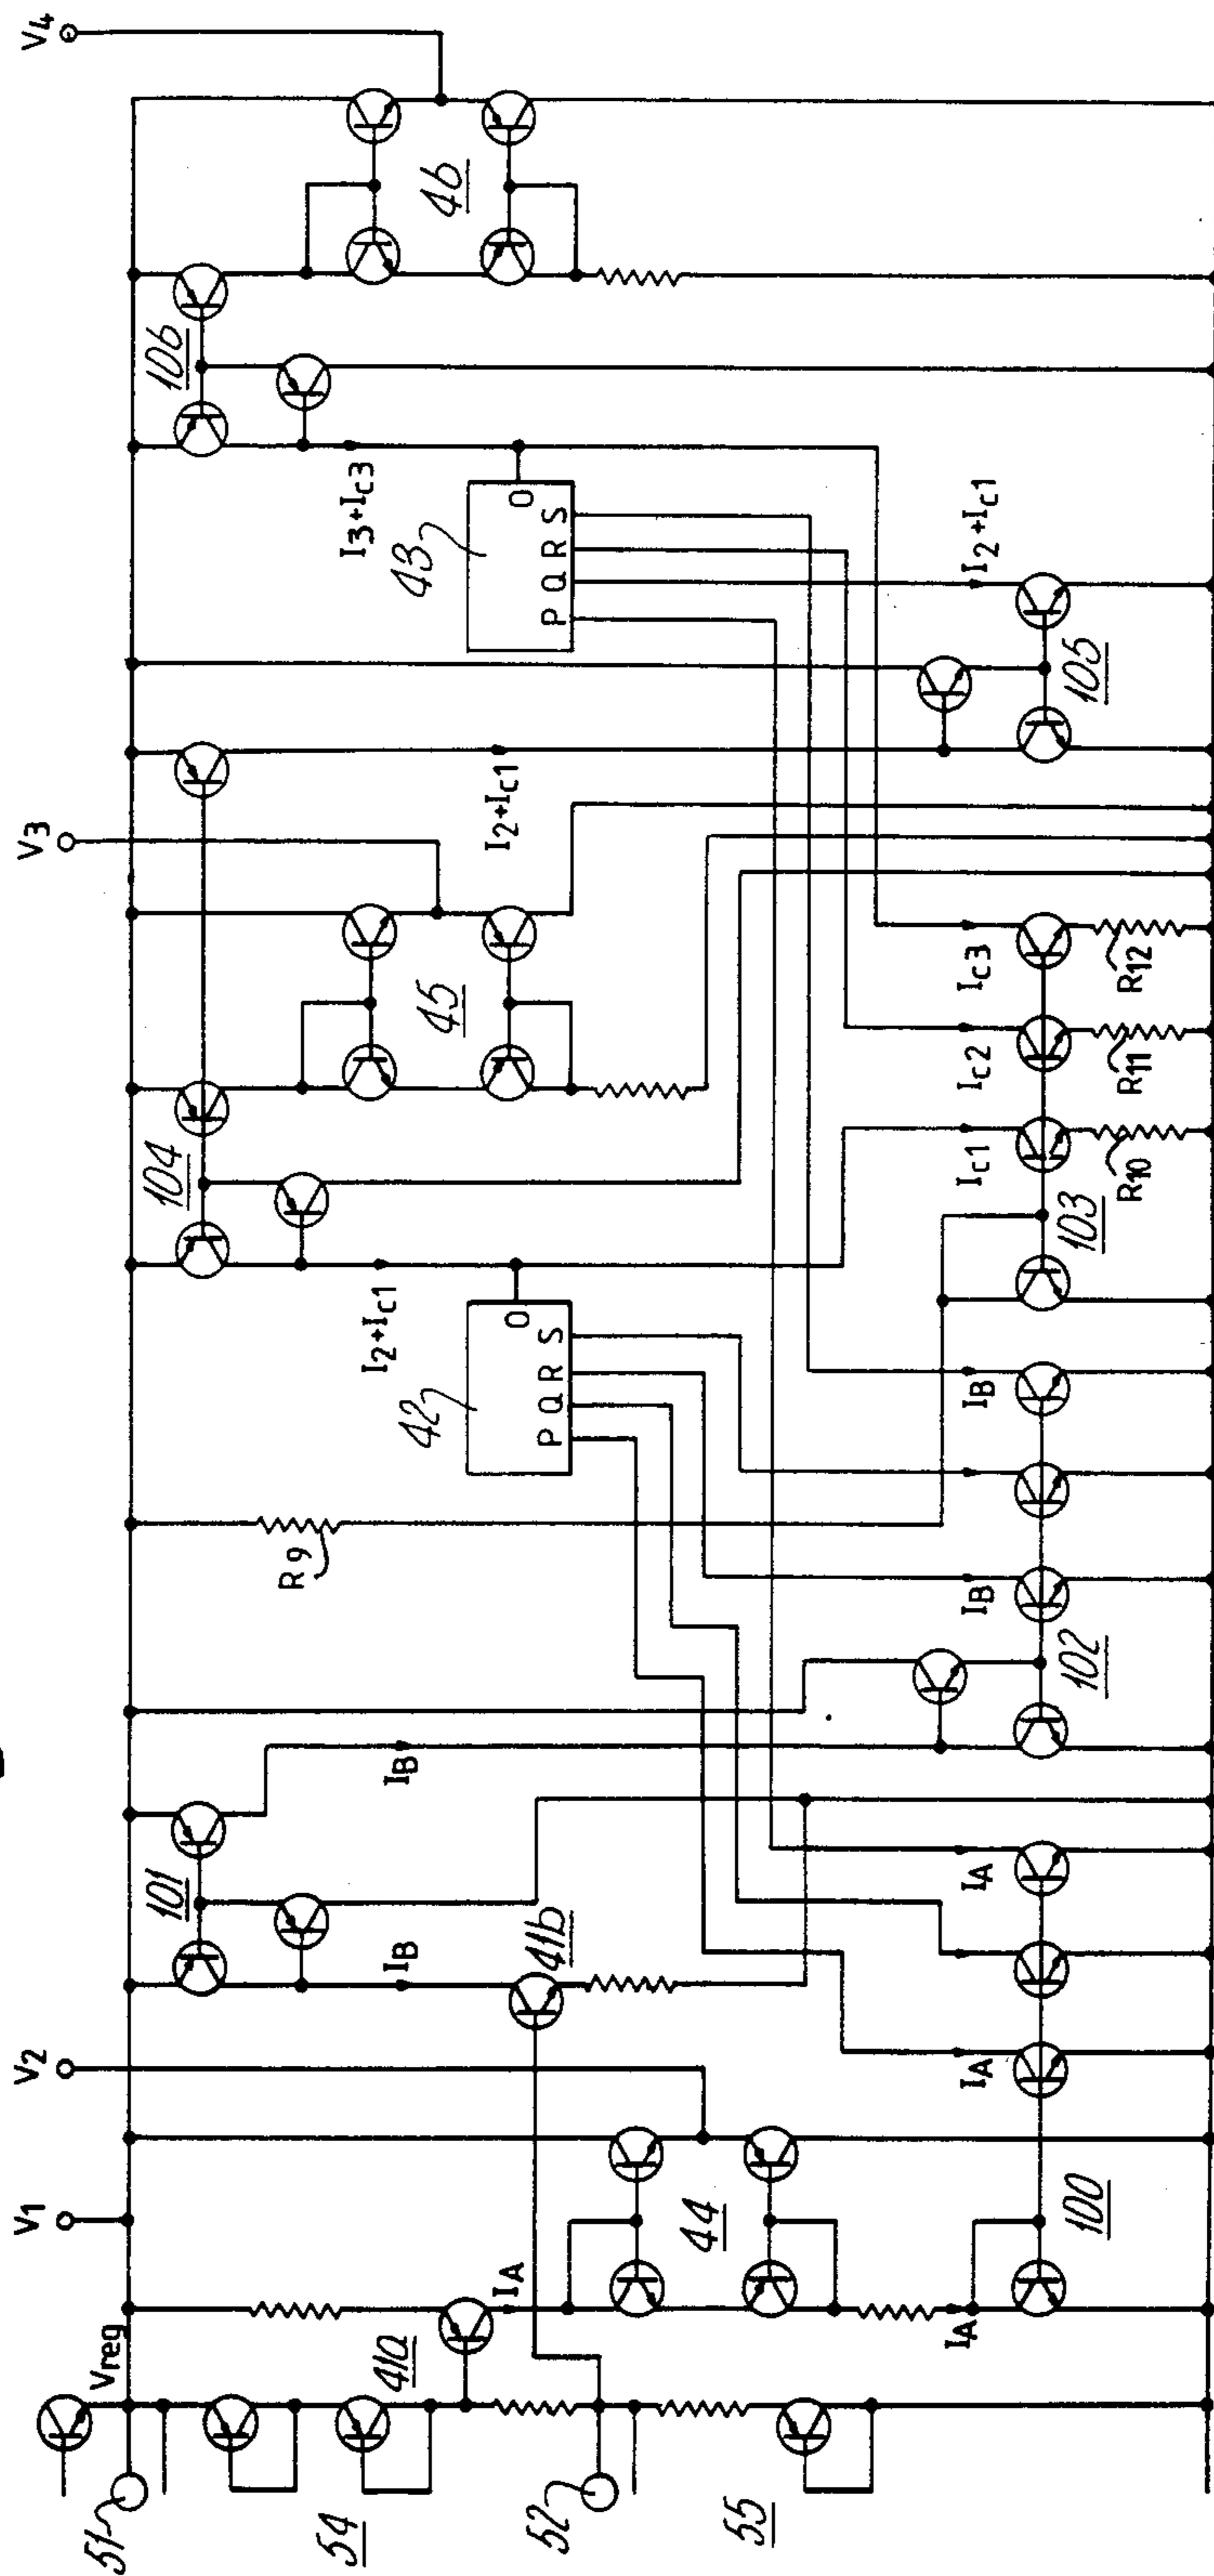 V1
V2
V3
V4
Vreg
51
101
104
106
R9
54
I2+Ic1
I3+Ic3
41a
IB
IB
42
43
45
46
O
O
P Q R S
P Q R S
IA
I2+Ic1
41b
52
44
55
IA
IA
IA
IB
IB
Ic1
Ic2
Ic3
I2+Ic1
100
102
103
105
R10
R11
R12